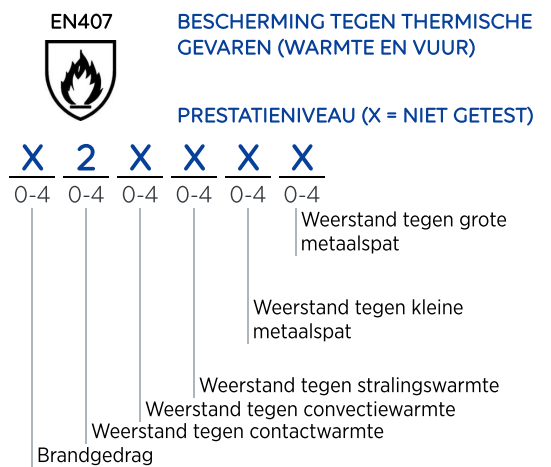 EN407
BESCHERMING TEGEN THERMISCHE
GEVAREN (WARMTE EN VUUR)
PRESTATIENIVEAU (X = NIET GETEST)
X 2 X X X X
0-4 0-4 0-4 0-4 0-4 0-4
Weerstand tegen grote
metaalspat
Weerstand tegen kleine
metaalspat
Weerstand tegen stralingswarmte
Weerstand tegen convectiewarmte
Weerstand tegen contactwarmte
Brandgedrag